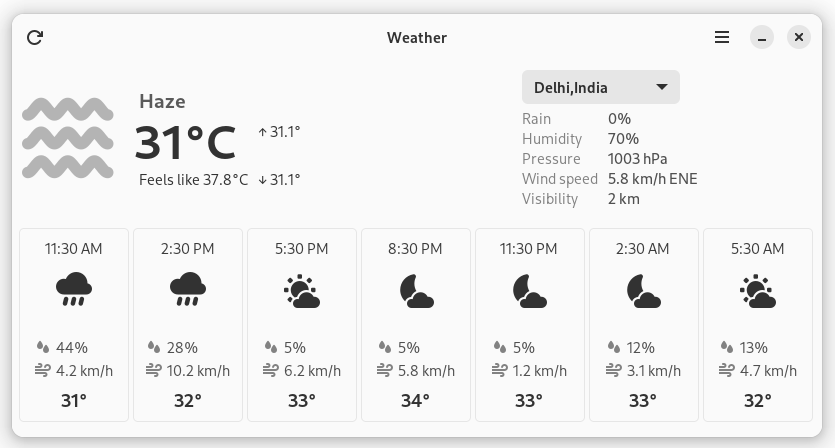 Weather
Haze
31°C
↑ 31.1°
Feels like 37.8°C ↓ 31.1°
Delhi,India
Rain 0%
Humidity 70%
Pressure 1003 hPa
Wind speed 5.8 km/h ENE
Visibility 2 km
11:30 AM
44%
4.2 km/h
31°
2:30 PM
28%
10.2 km/h
32°
5:30 PM
5%
6.2 km/h
33°
8:30 PM
5%
5.8 km/h
34°
11:30 PM
5%
1.2 km/h
33°
2:30 AM
12%
3.1 km/h
33°
5:30 AM
13%
4.7 km/h
32°